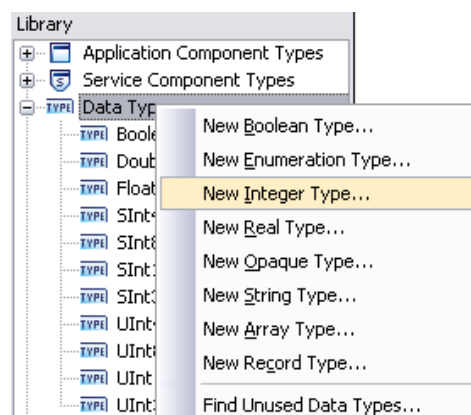 Library
Application Component Types
S Service Component Types
TYPE Data Typ
TYPE Boole
TYPE Doub
TYPE Float
TYPE SInt
TYPE SInt8
TYPE SInt
TYPE SInt
TYPE UInt
TYPE UInt
TYPE UInt
TYPE UInt
New Boolean Type...
New Enumeration Type...
New Integer Type...
New Real Type...
New Opaque Type...
New String Type...
New Array Type...
New Record Type...
Find Unused Data Types...